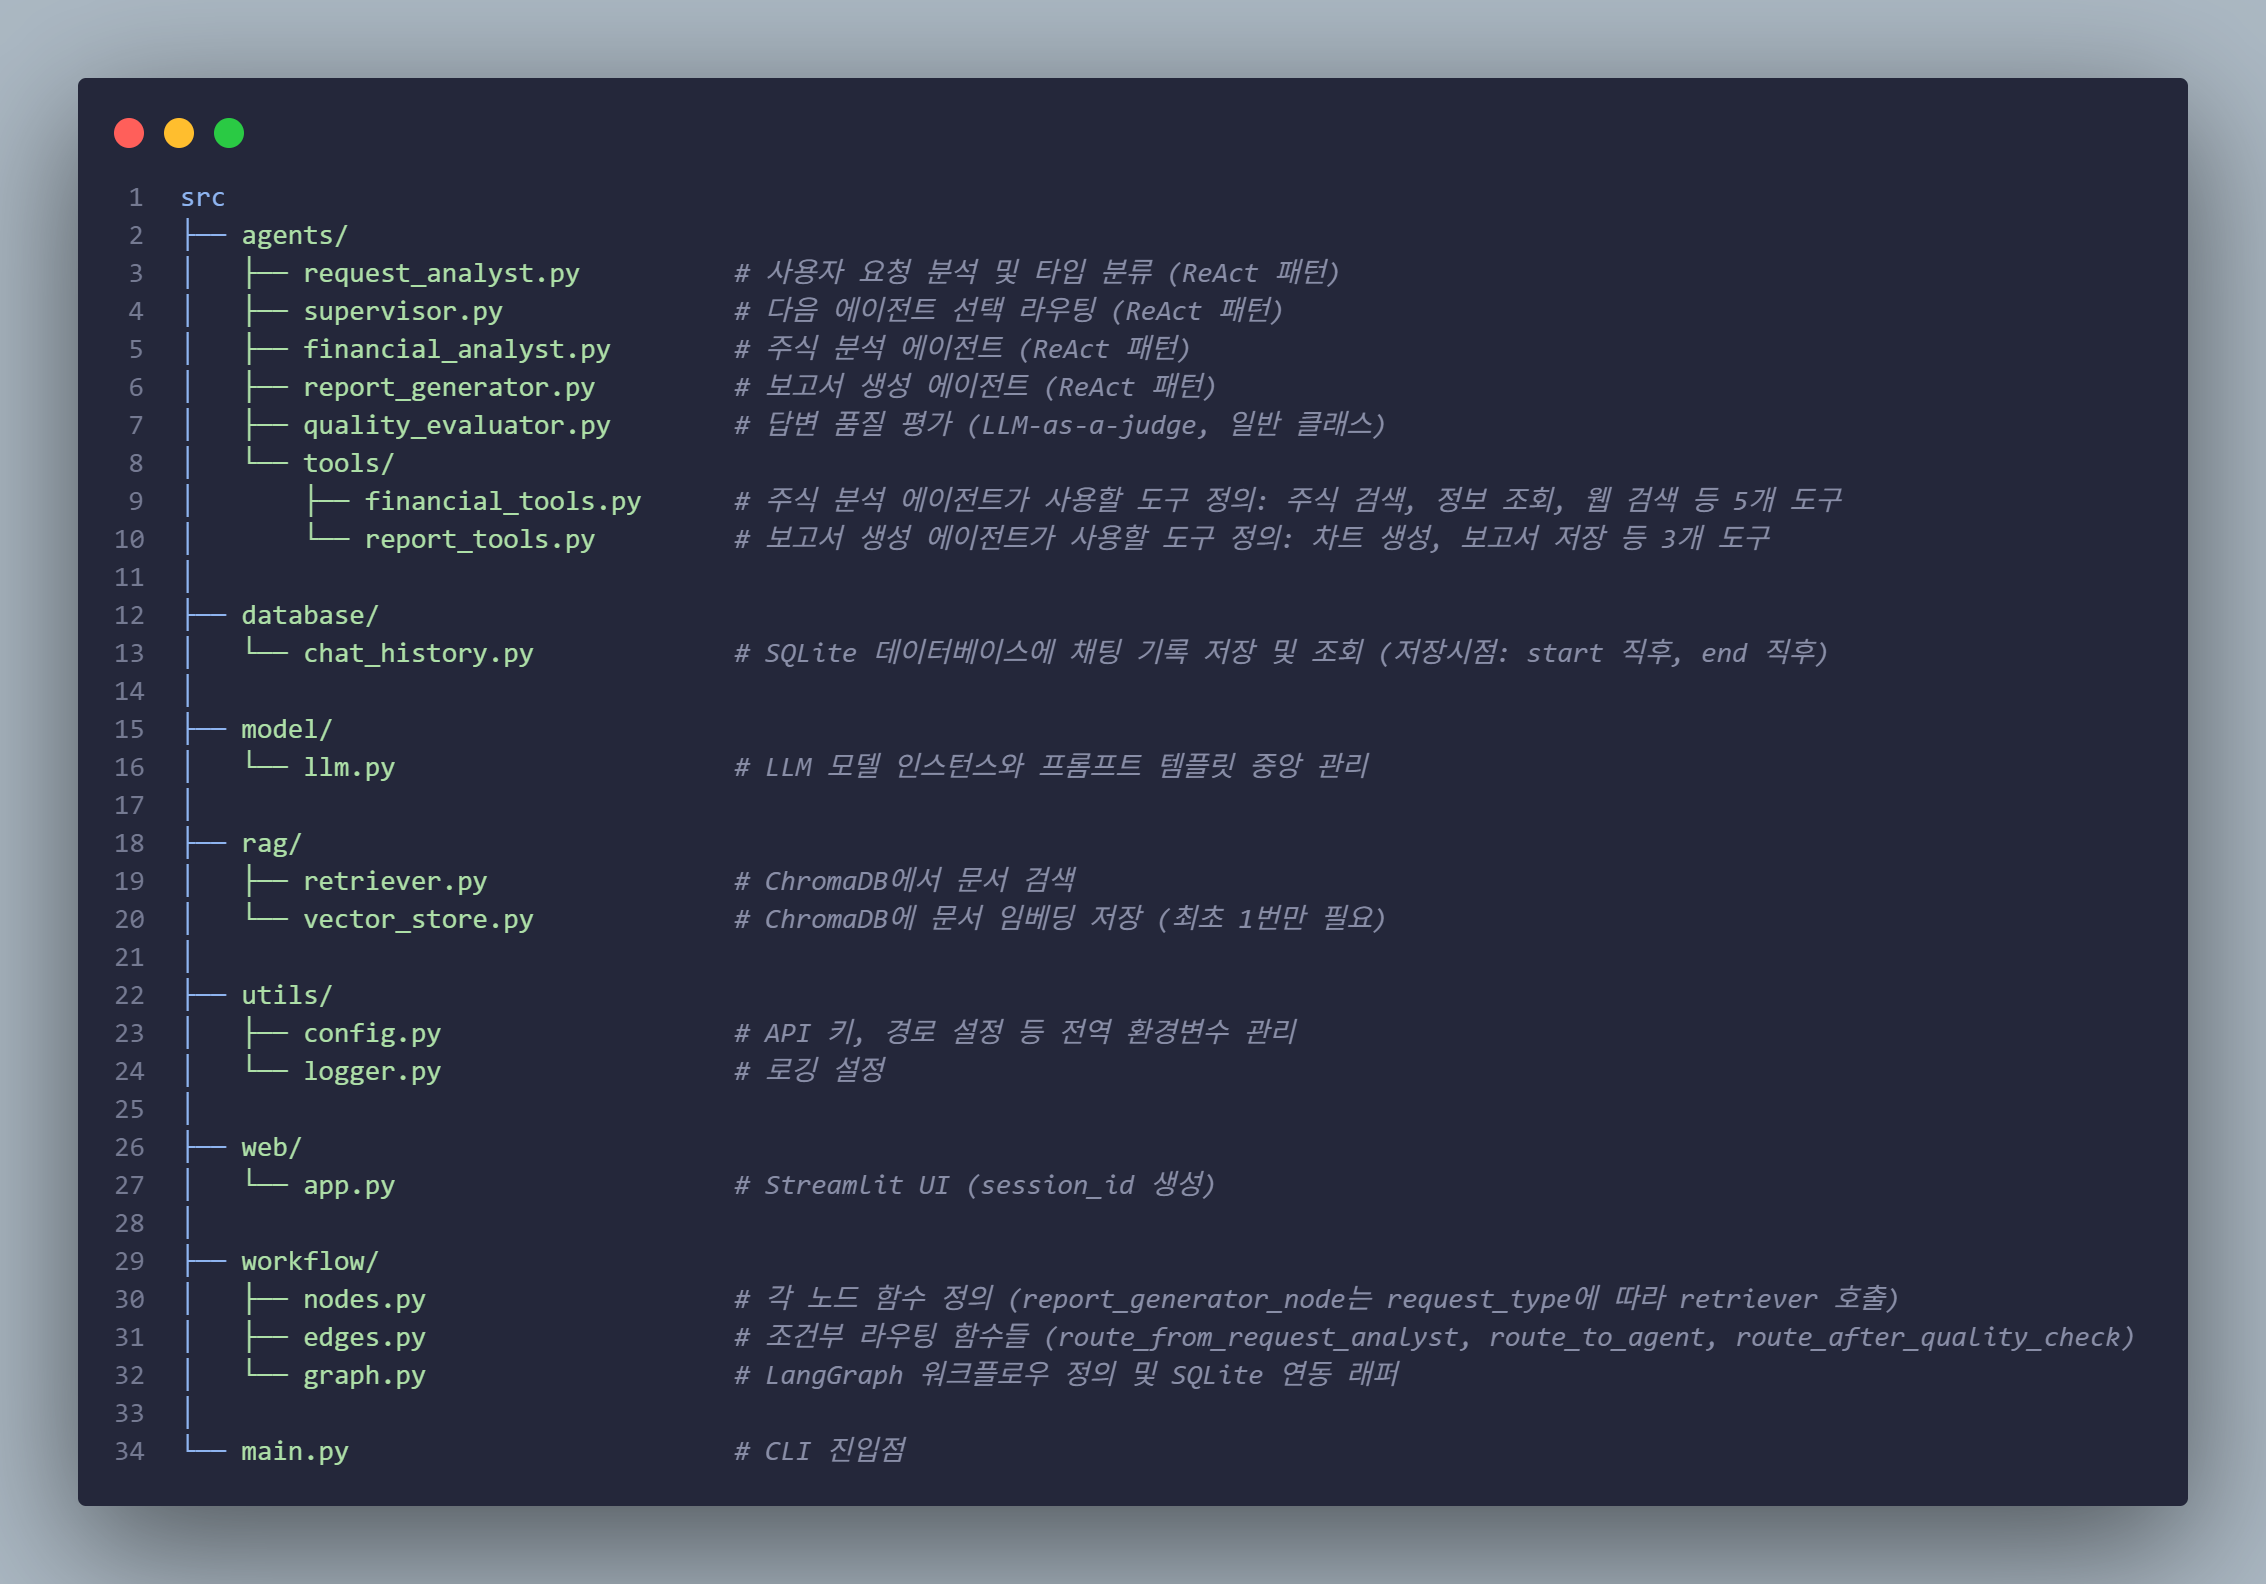 1 src
2 ├── agents/
3 │   ├── request_analyst.py          # 사용자 요청 분석 및 타입 분류 (ReAct 패턴)
4 │   ├── supervisor.py               # 다음 에이전트 선택 라우팅 (ReAct 패턴)
5 │   ├── financial_analyst.py        # 주식 분석 에이전트 (ReAct 패턴)
6 │   ├── report_generator.py         # 보고서 생성 에이전트 (ReAct 패턴)
7 │   ├── quality_evaluator.py        # 답변 품질 평가 (LLM-as-a-judge, 일반 클래스)
8 │   └── tools/
9 │       ├── financial_tools.py      # 주식 분석 에이전트가 사용할 도구 정의: 주식 검색, 정보 조회, 웹 검색 등 5개 도구
10 │       └── report_tools.py         # 보고서 생성 에이전트가 사용할 도구 정의: 차트 생성, 보고서 저장 등 3개 도구
11 │
12 ├── database/
13 │   └── chat_history.py             # SQLite 데이터베이스에 채팅 기록 저장 및 조회 (저장시점: start 직후, end 직후)
14 │
15 ├── model/
16 │   └── llm.py                      # LLM 모델 인스턴스와 프롬프트 템플릿 중앙 관리
17 │
18 ├── rag/
19 │   ├── retriever.py                # ChromaDB에서 문서 검색
20 │   └── vector_store.py             # ChromaDB에 문서 임베딩 저장 (최초 1번만 필요)
21 │
22 ├── utils/
23 │   ├── config.py                   # API 키, 경로 설정 등 전역 환경변수 관리
24 │   └── logger.py                   # 로깅 설정
25 │
26 ├── web/
27 │   └── app.py                      # Streamlit UI (session_id 생성)
28 │
29 ├── workflow/
30 │   ├── nodes.py                    # 각 노드 함수 정의 (report_generator_node는 request_type에 따라 retriever 호출)
31 │   ├── edges.py                    # 조건부 라우팅 함수들 (route_from_request_analyst, route_to_agent, route_after_quality_check)
32 │   └── graph.py                    # LangGraph 워크플로우 정의 및 SQLite 연동 래퍼
33 │
34 └── main.py                         # CLI 진입점